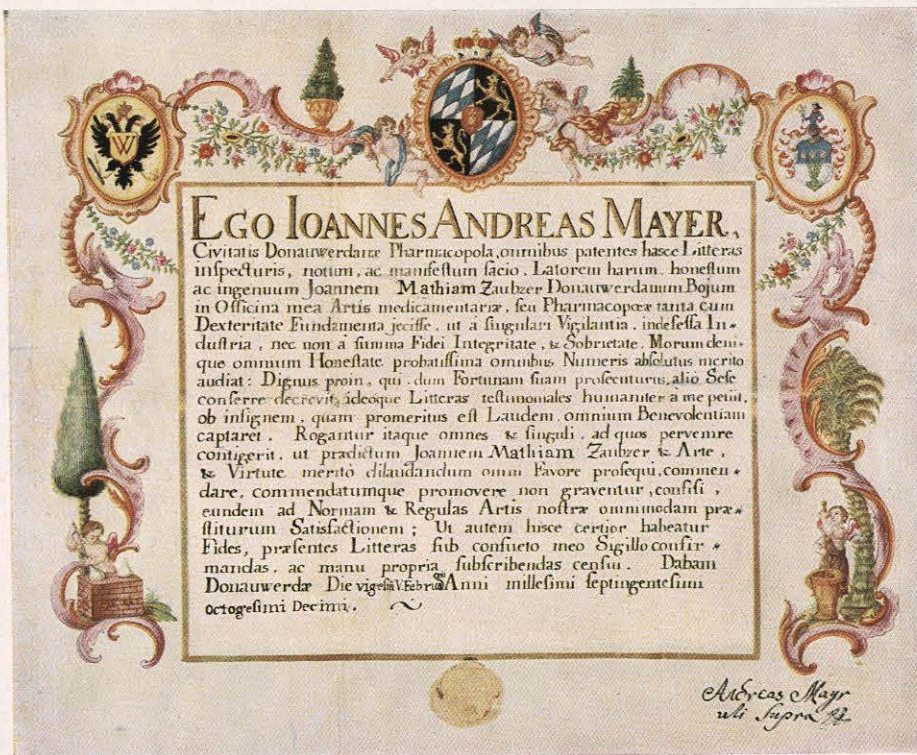 W
EGO IOANNES ANDREAS MAYER,
Civitatis Donauwerdanæ Pharmacopola, omnibus patentes hasce Litteras
inspecturis, notum, ac manifestum facio, Latorem harum, honestum
ac ingenuum Joannem Mathiam Zaubzer Donauwerdanum Bojum
in Officina mea Artis medicamentariæ, seu Pharmacopœæ tanta cum
Dexteritate Fundamenta jecisse, ut à singulari Vigilantia, indefessa In=
dustria, nec non à summa Fidei Integritate, & Sobrietate, Morum deni=
que omnium Honestate probatissima omnibus Numeris absolutus merito
audiat: Dignus proin, qui, dum Fortunam suam prosecuturus, alio Sese
conferre decrevit, ideoque Litteras testimoniales humaniter à me petiit,
ob insignem, quam promeritus est Laudem, omnium Benevolentiam
captaret. Rogantur itaque omnes & singuli, ad quos pervenire
contigerit, ut prædictum Joannem Mathiam Zaubzer & Arte,
& Virtute meritò dilaudandum omni Favore prosequi, commen=
dare, commendatumque promovere non graventur, confisi,
eundem ad Normam & Regulas Artis nostræ omnimodam præ=
stiturum Satisfactionem; Ut autem hisce certior habeatur
Fides, præsentes Litteras sub consueto meo Sigillo confir=
mandas, ac manu propria subscribendas censui. Dabam
Donauwerdæ Die Anni millesimi septingentesimi
octogesimi Decimi.
Andreas Mayr
uti supra